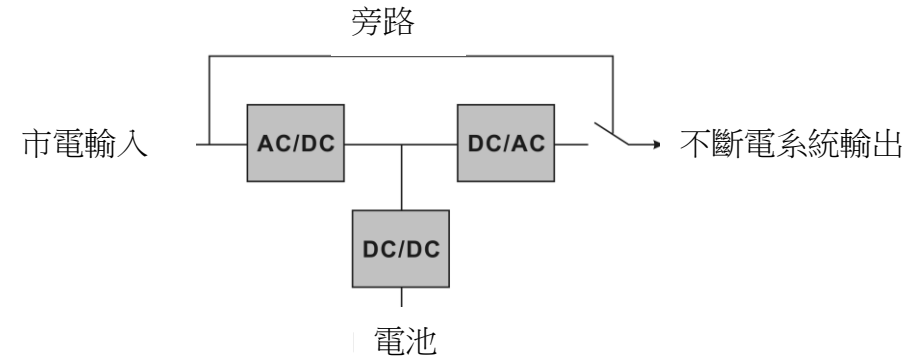 旁路
市電輸入
AC/DC
DC/AC
不斷電系統輸出
DC/DC
電池